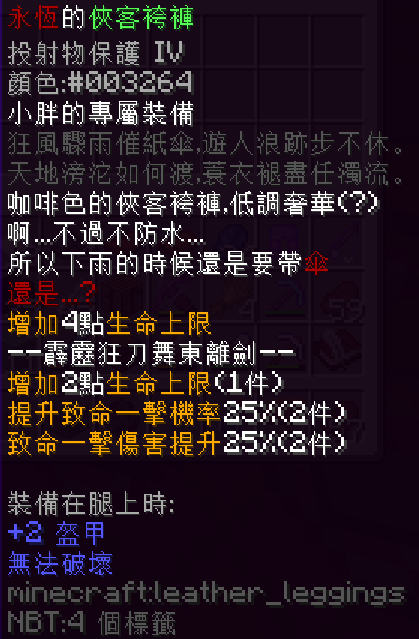 永恆的俠客袴褲
投射物保護 IV
顏色:#003264
小胖的專屬裝備
狂風驟雨催紙傘,遊人浪跡步不休。
天地滂沱如何渡,蓑衣褪盡任濁流。
咖啡色的俠客袴褲,低調奢華(?)
啊...不過不防水...
所以下雨的時候還是要帶傘
還是...?
增加4點生命上限
--霹靂狂刀舞東離劍--
增加2點生命上限(1件)
提升致命一擊機率25%(2件)
致命一擊傷害提升25%(2件)
裝備在腿上時:
+2 盔甲
無法破壞
minecraft:leather_leggings
NBT:4 個標籤